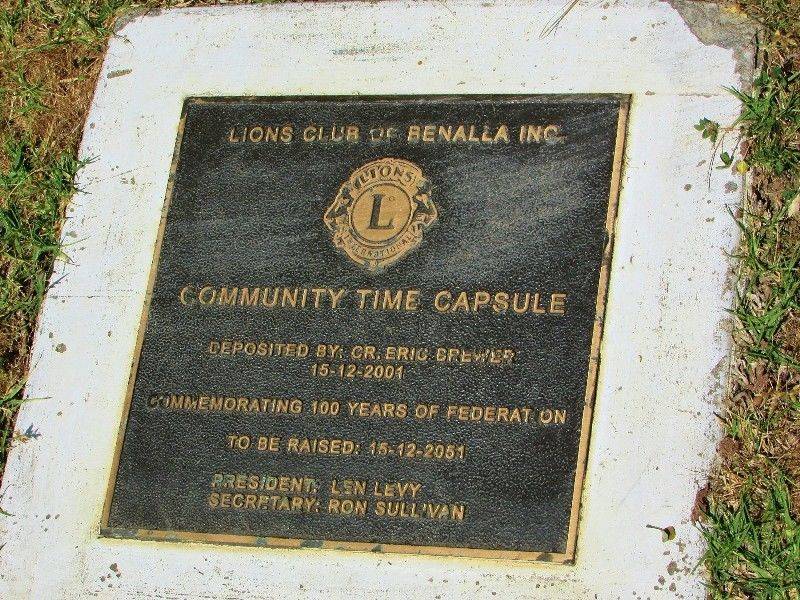 LIONS CLUB OF BENALLA INC.
LIONS
L
INTERNATIONAL
COMMUNITY TIME CAPSULE
DEPOSITED BY: CR. ERIC BREWER
15-12-2001
COMMEMORATING 100 YEARS OF FEDERATION
TO BE RAISED: 15-12-2051
PRESIDENT: LEN LEVY
SECRETARY: RON SULLIVAN